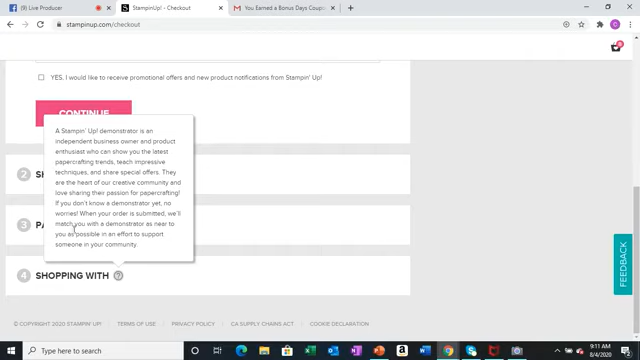 (9) Live Producer
StampinUp! - Checkout
You Earned a Bonus Days Coupo
stampinup.com/checkout
YES. I would like to receive promotional offers and new product notifications from Stampin' Up!
CONTINUE
A Stampin' Up! demonstrator is an
independent business owner and product
enthusiast who can show you the latest
papercrafting trends, teach impressive
techniques, and share special offers. They
are the heart of our creative community and
love sharing their passion for papercrafting!
If you don't know a demonstrator yet, no
worries! When your order is submitted, we'll
match you with a demonstrator as near to
you as possible in an effort to support
someone in your community.
2 SH
3 PA
4 SHOPPING WITH ?
FEEDBACK
© COPYRIGHT 2020 STAMPIN' UP!
TERMS OF USE
PRIVACY POLICY
CA SUPPLY CHAINS ACT
COOKIE DECLARATION
Type here to search
9:11 AM
8/4/2020